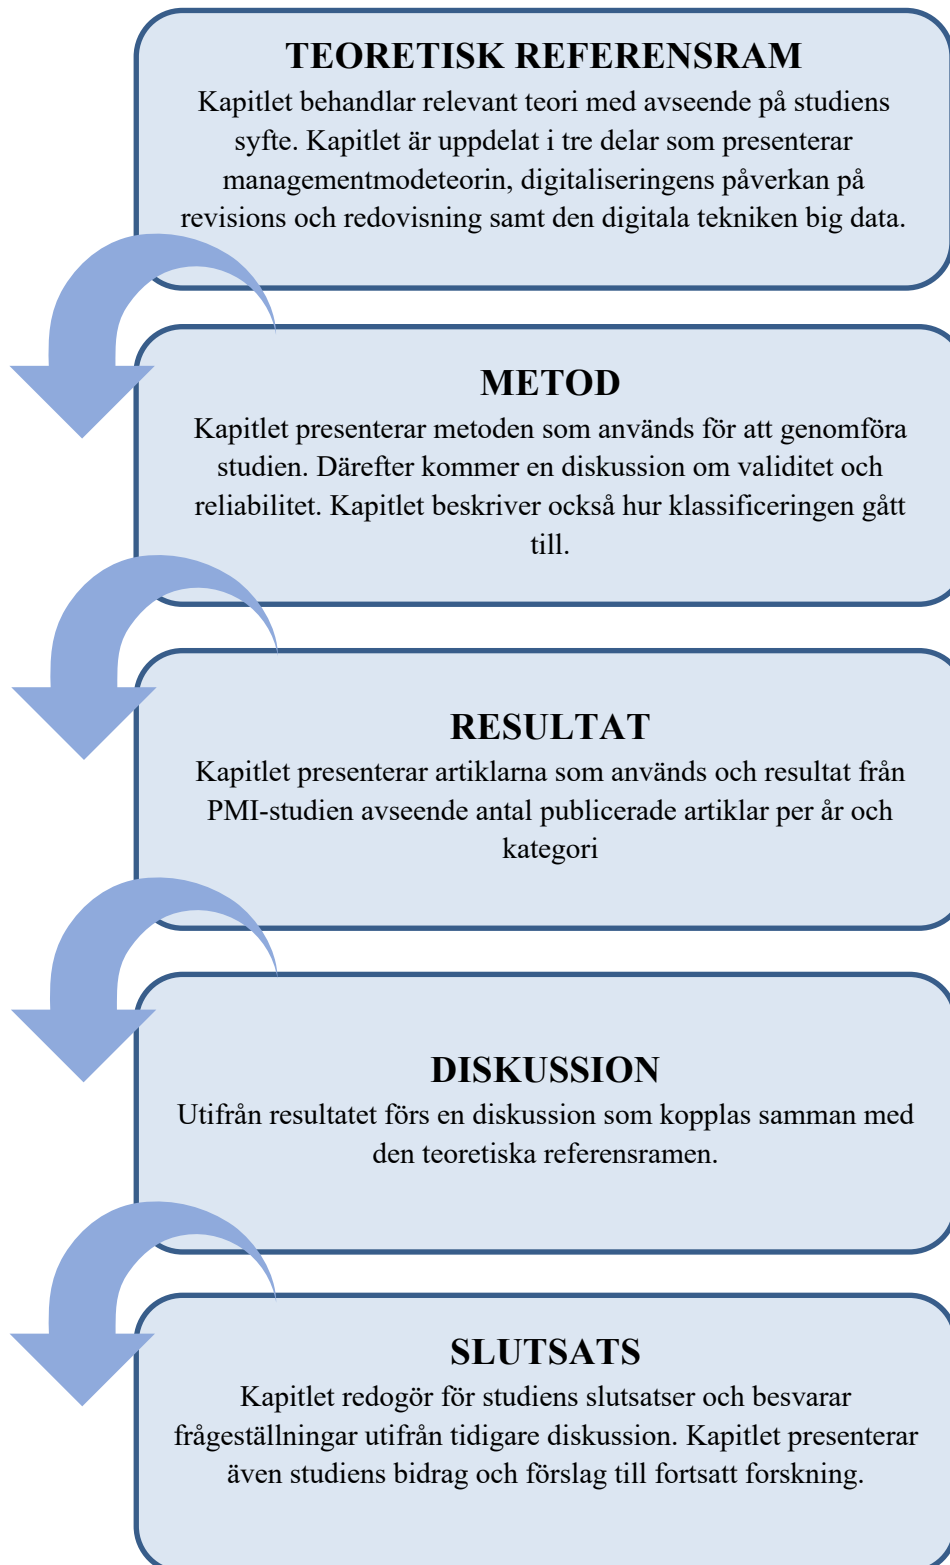 TEORETISK REFERENSRAM
Kapitlet behandlar relevant teori med avseende på studiens
syfte. Kapitlet är uppdelat i tre delar som presenterar
managementmodeteorin, digitaliseringens påverkan på
revisions och redovisning samt den digitala tekniken big data.
METOD
Kapitlet presenterar metoden som används för att genomföra
studien. Därefter kommer en diskussion om validitet och
reliabilitet. Kapitlet beskriver också hur klassificeringen gått
till.
RESULTAT
Kapitlet presenterar artiklarna som används och resultat från
PMI-studien avseende antal publicerade artiklar per år och
kategori
DISKUSSION
Utifrån resultatet förs en diskussion som kopplas samman med
den teoretiska referensramen.
SLUTSATS
Kapitlet redogör för studiens slutsatser och besvarar
frågeställningar utifrån tidigare diskussion. Kapitlet presenterar
även studiens bidrag och förslag till fortsatt forskning.